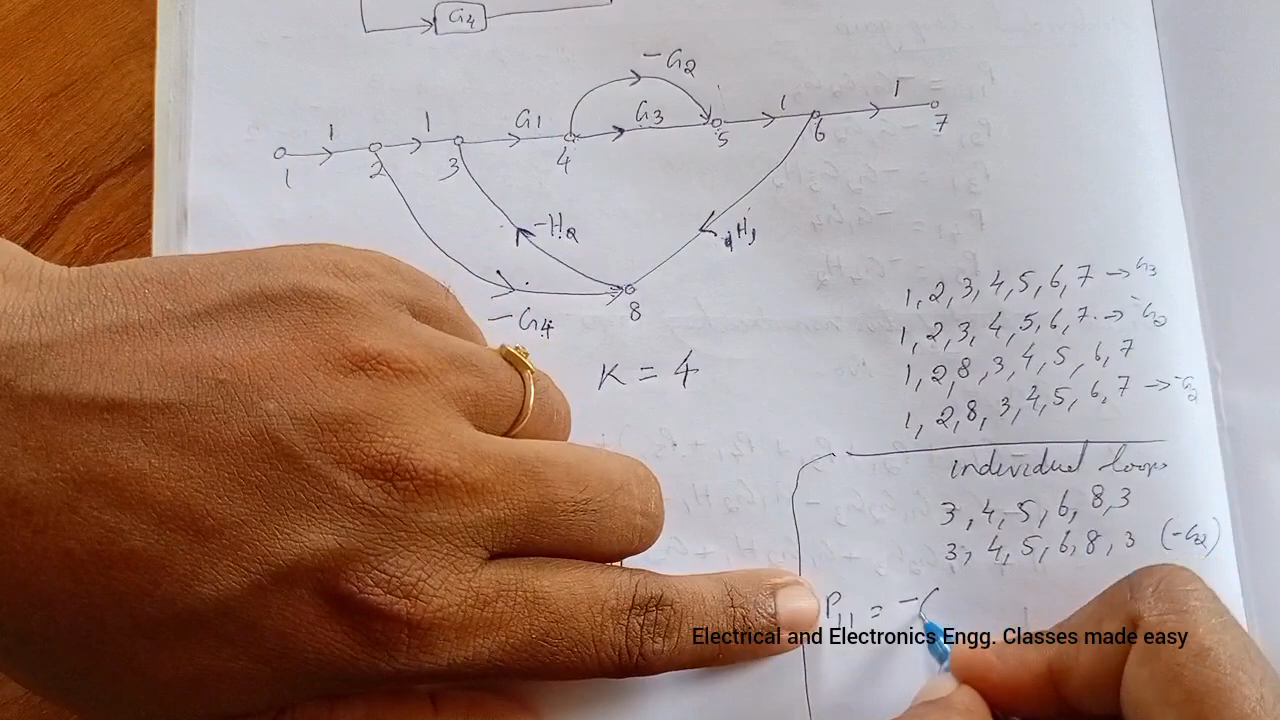 G4
-G2
1 1 G1 G3 1 1
1 2 3 4 5 6 7
-H2 H1
-G4 8
K = 4
1, 2, 3, 4, 5, 6, 7 → G3
1, 2, 3, 4, 5, 6, 7 → -G2
1, 2, 8, 3, 4, 5, 6, 7
1, 2, 8, 3, 4, 5, 6, 7 → -G2
individual loops
3, 4, 5, 6, 8, 3
3, 4, 5, 6, 8, 3 (-G2)
P11 = -G
Electrical and Electronics Engg. Classes made easy